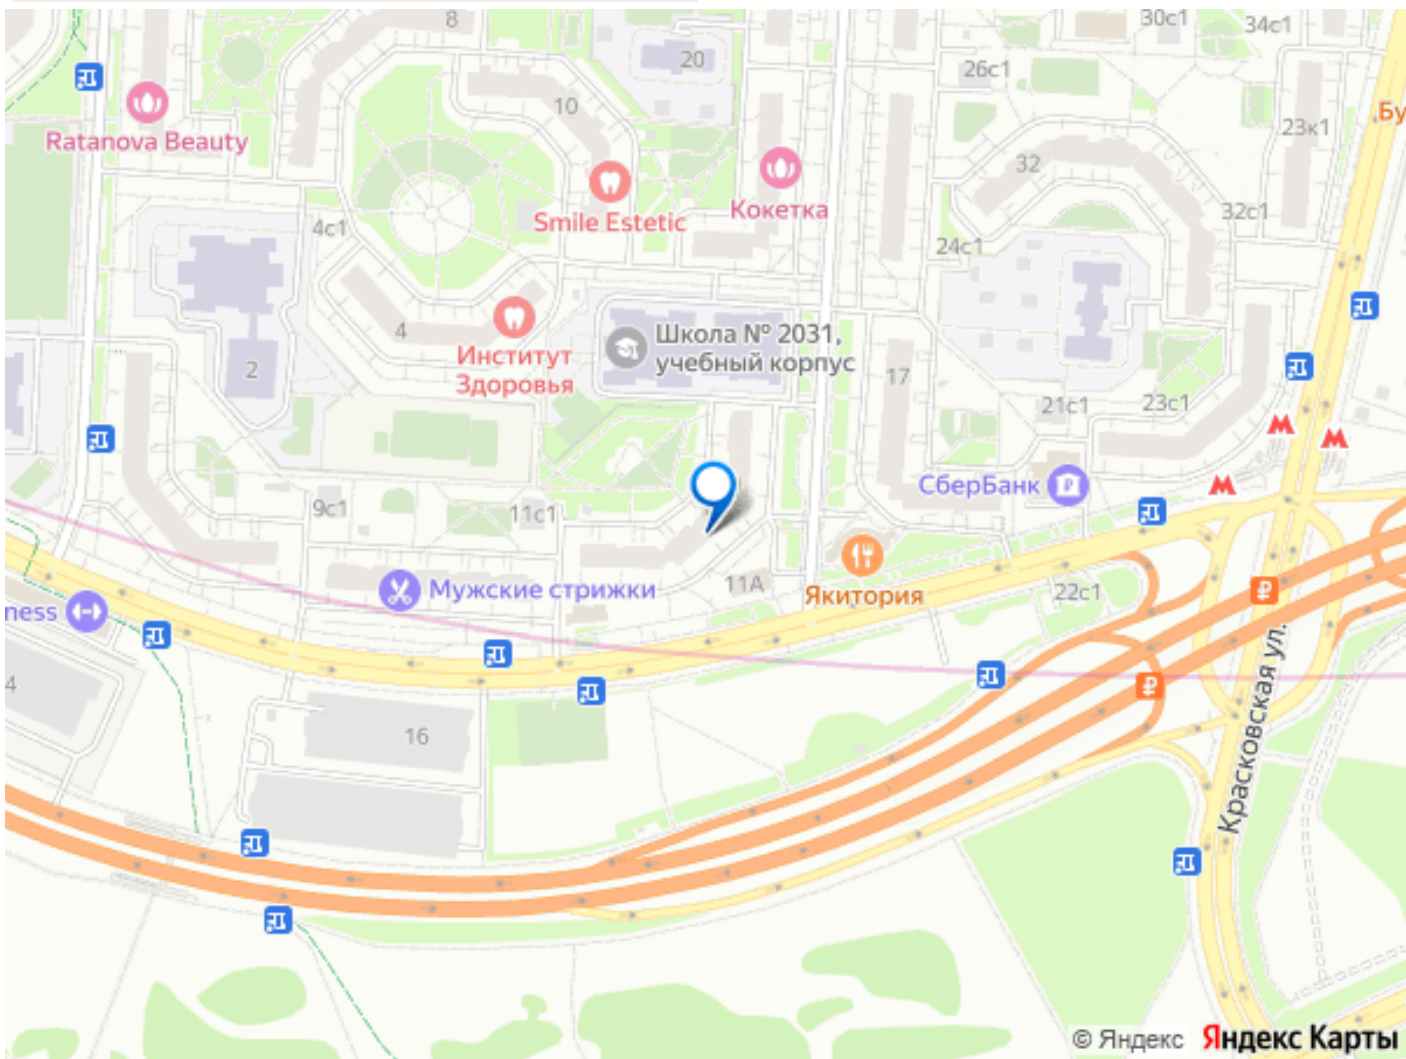 8
30с1
34с1
20
26с1
Бу
10
23к1
Ratanova Beauty
32
Smile Estetic
Кокетка
32с1
4с1
24с1
4
Школа № 2031,
учебный корпус
Институт
Здоровья
2
17
21с1
23с1
СберБанк
9с1
11с1
Мужские стрижки
11А
Якитория
22с1
ness
4
16
Красковская ул.
© Яндекс Яндекс Карты